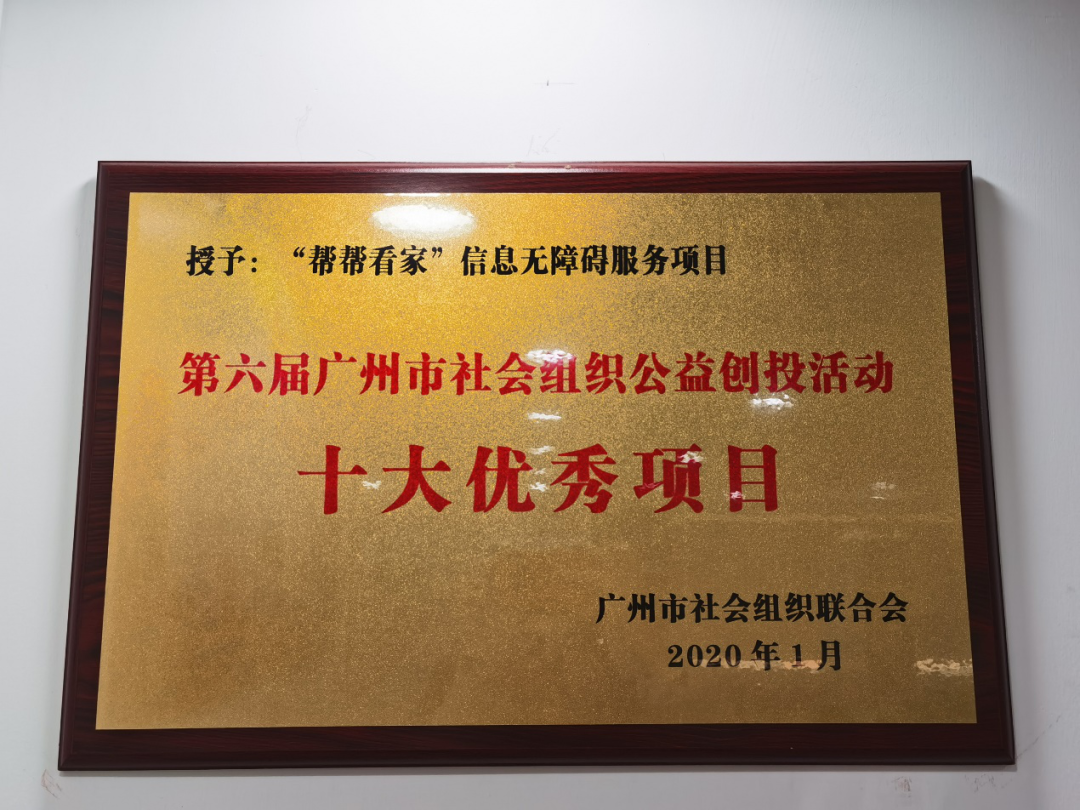 授予：“帮帮看家”信息无障碍服务项目
第六届广州市社会组织公益创投活动
十大优秀项目
广州市社会组织联合会
2020年1月